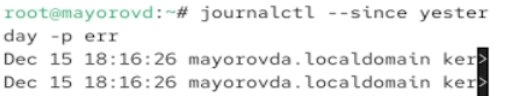 root@mayorovd:~# journalctl --since yester
day -p err
Dec 15 18:16:26 mayorovda.localdomain ker>
Dec 15 18:16:26 mayorovda.localdomain ker>